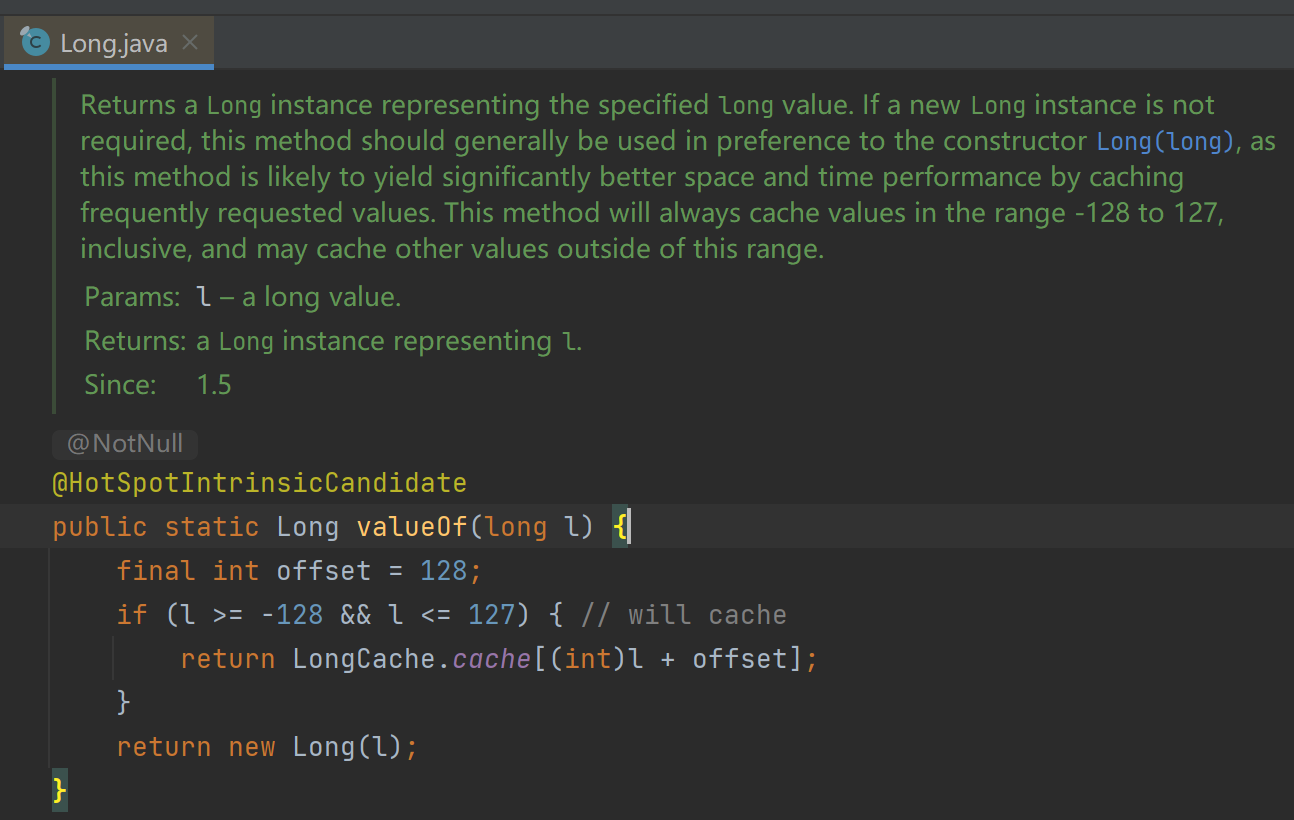 Long.java
Returns a Long instance representing the specified long value. If a new Long instance is not
required, this method should generally be used in preference to the constructor Long(long), as
this method is likely to yield significantly better space and time performance by caching
frequently requested values. This method will always cache values in the range -128 to 127,
inclusive, and may cache other values outside of this range.
Params: l – a long value.
Returns: a Long instance representing l.
Since: 1.5
@NotNull
@HotSpotIntrinsicCandidate
public static Long valueOf(long l) {
final int offset = 128;
if (l >= -128 && l <= 127) { // will cache
return LongCache.cache[(int)l + offset];
}
return new Long(l);
}